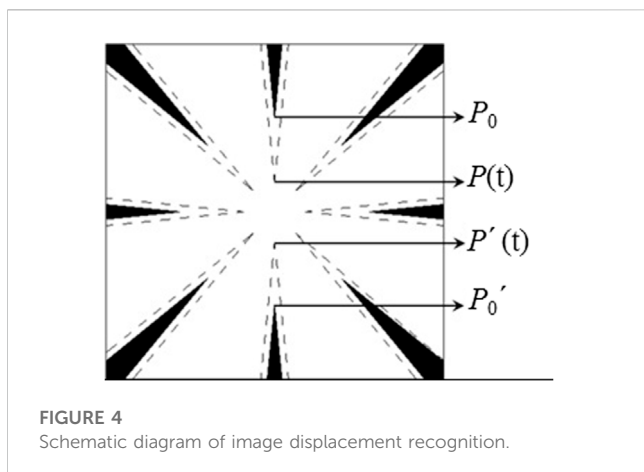 P₀
P(t)
P′ (t)
P₀′
FIGURE 4
Schematic diagram of image displacement recognition.